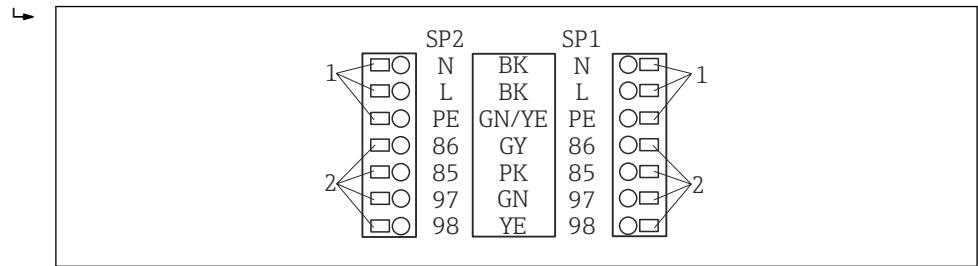 SP2 SP1
N BK N
1 1
L BK L
PE GN/YE PE
86 GY 86
85 PK 85
2 2
97 GN 97
98 YE 98